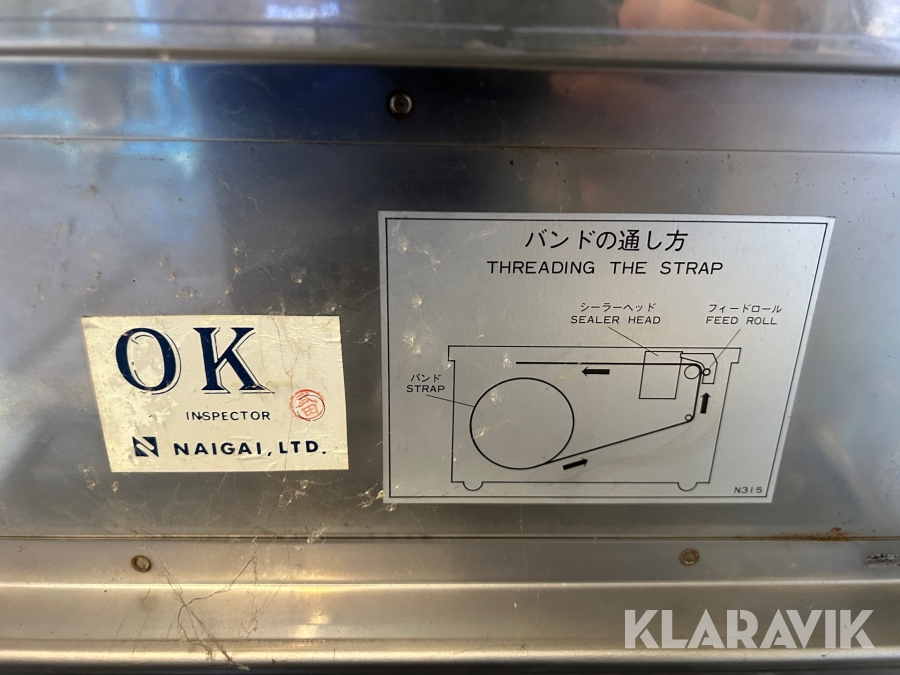 バンドの通し方
THREADING THE STRAP
シーラーヘッド
SEALER HEAD
フィードロール
FEED ROLL
バンド
STRAP
N315
OK
INSPECTOR
NAIGAI, LTD.
KLARAVIK